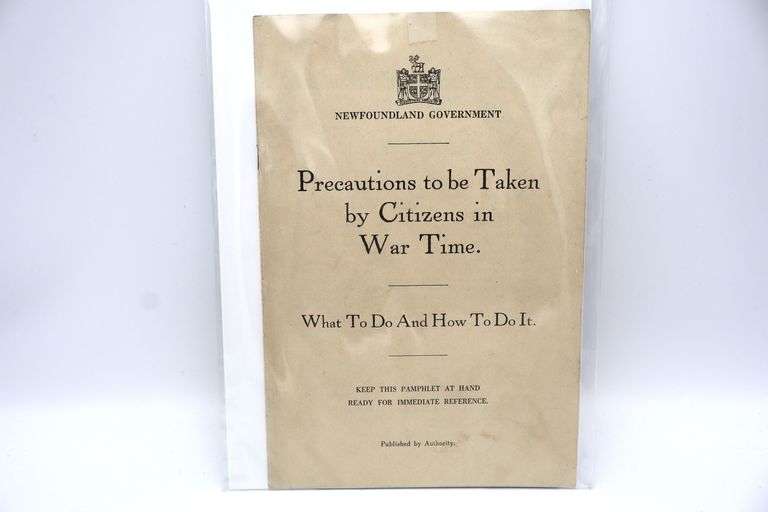 NEWFOUNDLAND GOVERNMENT
Precautions to be Taken
by Citizens in
War Time.
What To Do And How To Do It.
KEEP THIS PAMPHLET AT HAND
READY FOR IMMEDIATE REFERENCE.
Published by Authority.